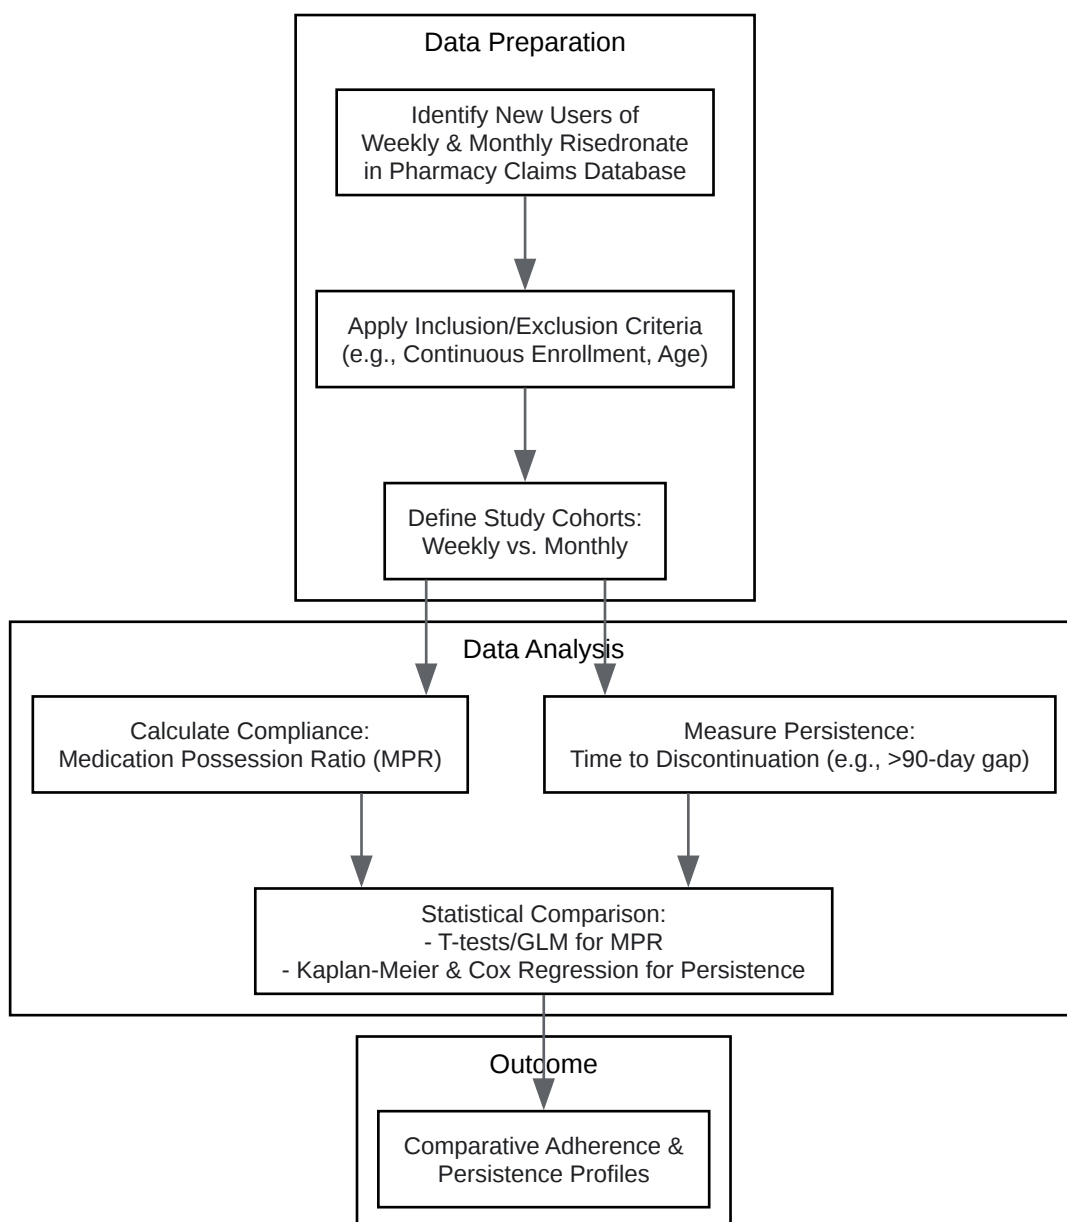 Data Preparation
Identify New Users of
Weekly & Monthly Risedronate
in Pharmacy Claims Database
Apply Inclusion/Exclusion Criteria
(e.g., Continuous Enrollment, Age)
Define Study Cohorts:
Weekly vs. Monthly
Data Analysis
Calculate Compliance:
Medication Possession Ratio (MPR)
Measure Persistence:
Time to Discontinuation (e.g., >90-day gap)
Statistical Comparison:
- T-tests/GLM for MPR
- Kaplan-Meier & Cox Regression for Persistence
Outcome
Comparative Adherence &
Persistence Profiles